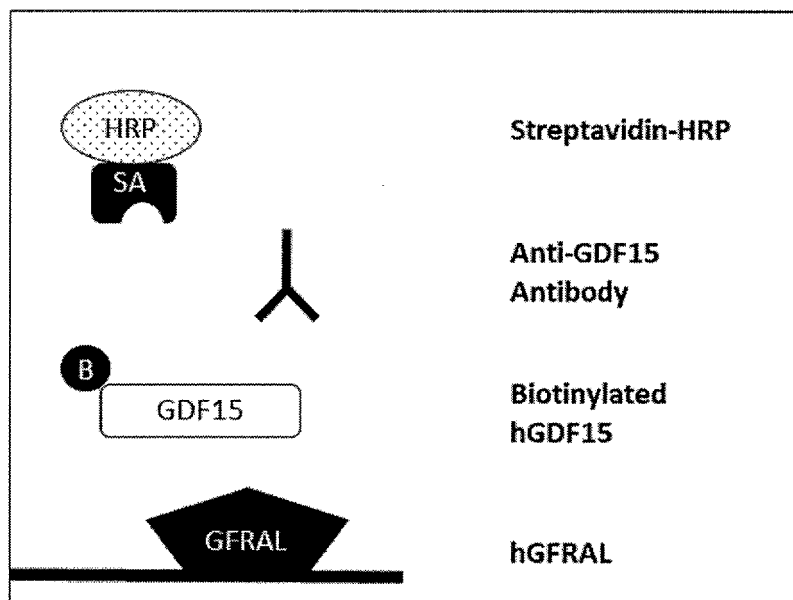 HRP
Streptavidin-HRP
SA
Anti-GDF15
Antibody
B
GDF15
Biotinylated
hGDF15
GFRAL
hGFRAL